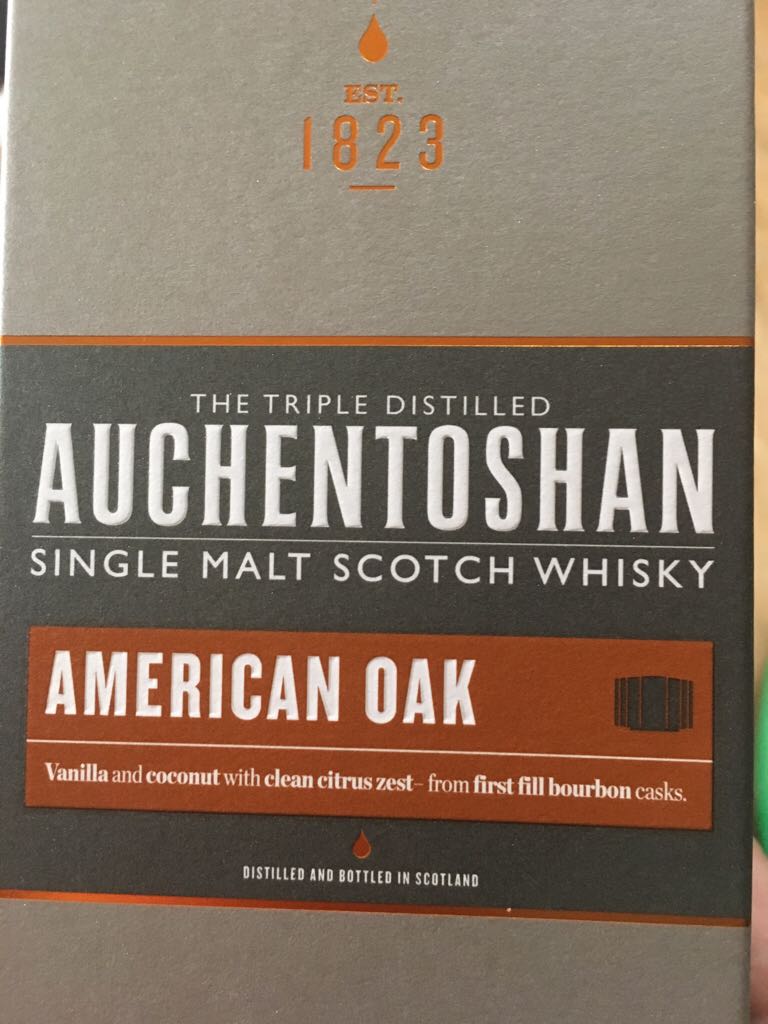 EST.
1823
THE TRIPLE DISTILLED
AUCHENTOSHAN
SINGLE MALT SCOTCH WHISKY
AMERICAN OAK
Vanilla and coconut with clean citrus zest– from first fill bourbon casks.
DISTILLED AND BOTTLED IN SCOTLAND